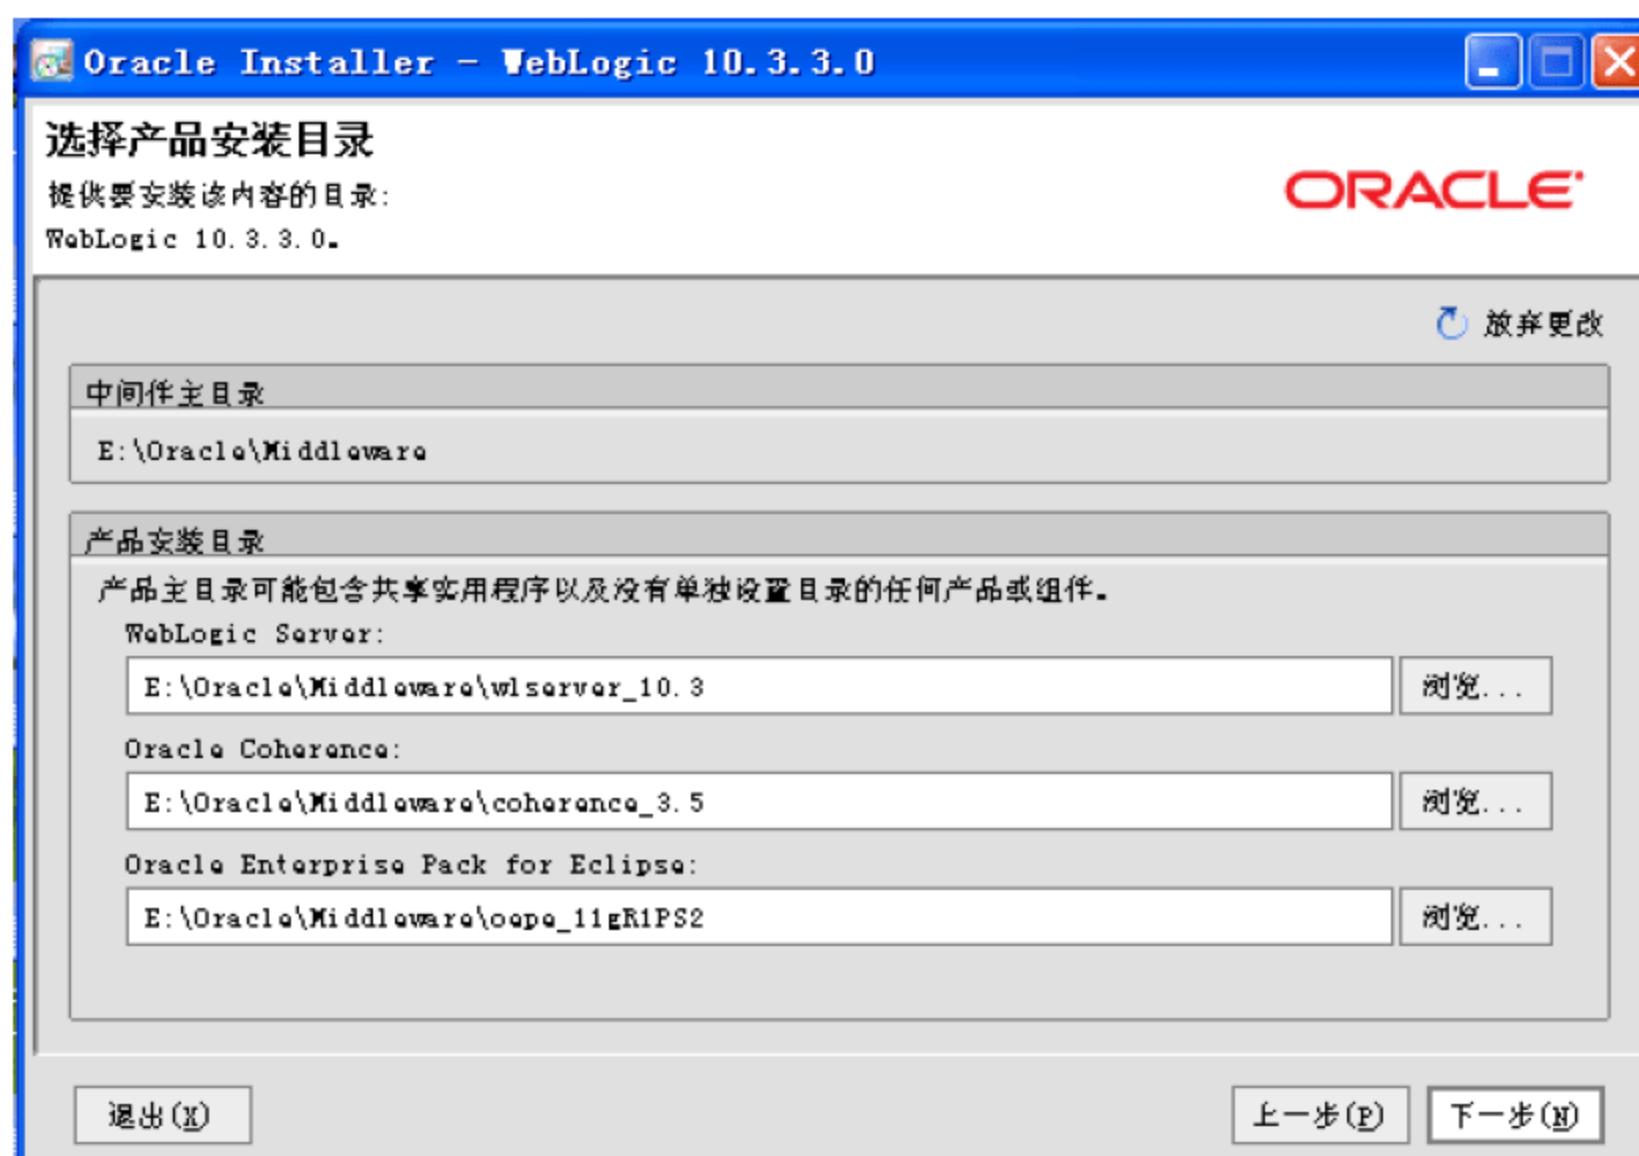 Oracle Installer - WebLogic 10.3.3.0
选择产品安装目录
提供要安装该内容的目录:
WebLogic 10.3.3.0。
ORACLE
放弃更改
中间件主目录
E:\Oracle\Middleware
产品安装目录
产品主目录可能包含共享实用程序以及没有单独设置目录的任何产品或组件。
WebLogic Server:
E:\Oracle\Middleware\wlserver_10.3 浏览...
Oracle Coherence:
E:\Oracle\Middleware\coherence_3.5 浏览...
Oracle Enterprise Pack for Eclipse:
E:\Oracle\Middleware\oepe_11gR1PS2 浏览...
退出(X) 上一步(P) 下一步(N)